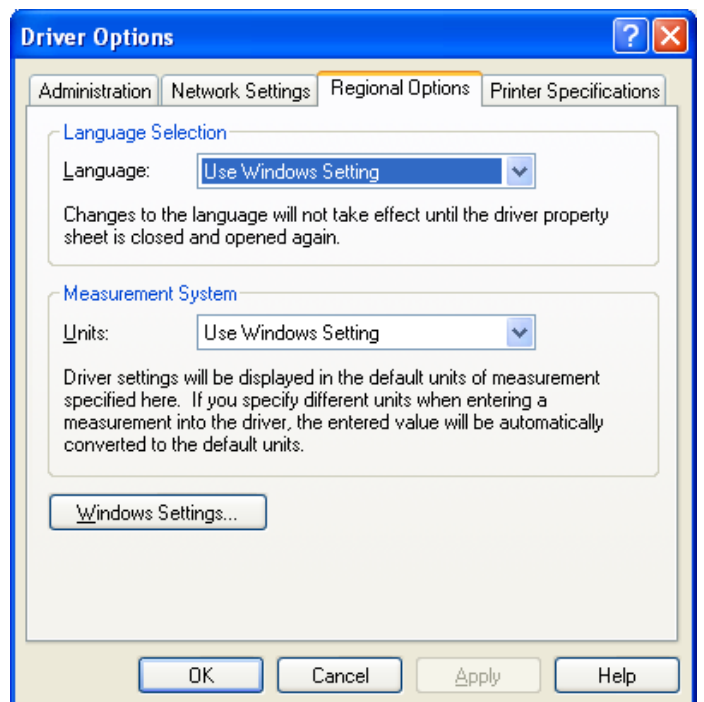 Driver Options
Administration
Network Settings
Regional Options
Printer Specifications
Language Selection
Language:
Use Windows Setting
Changes to the language will not take effect until the driver property
sheet is closed and opened again.
Measurement System
Units:
Use Windows Setting
Driver settings will be displayed in the default units of measurement
specified here.  If you specify different units when entering a
measurement into the driver, the entered value will be automatically
converted to the default units.
Windows Settings...
OK
Cancel
Apply
Help